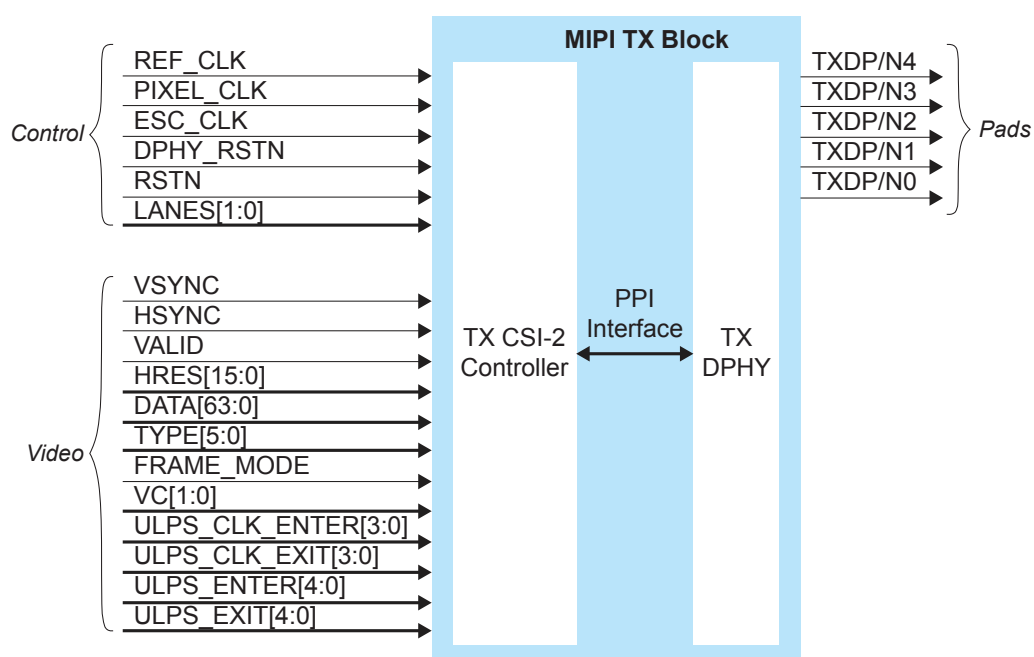 MIPI TX Block
Control
REF_CLK
PIXEL_CLK
ESC_CLK
DPHY_RSTN
RSTN
LANES[1:0]
Video
VSYNC
HSYNC
VALID
HRES[15:0]
DATA[63:0]
TYPE[5:0]
FRAME_MODE
VC[1:0]
ULPS_CLK_ENTER[3:0]
ULPS_CLK_EXIT[3:0]
ULPS_ENTER[4:0]
ULPS_EXIT[4:0]
TX CSI-2
Controller
PPI
Interface
TX
DPHY
TXDP/N4
TXDP/N3
TXDP/N2
TXDP/N1
TXDP/N0
Pads